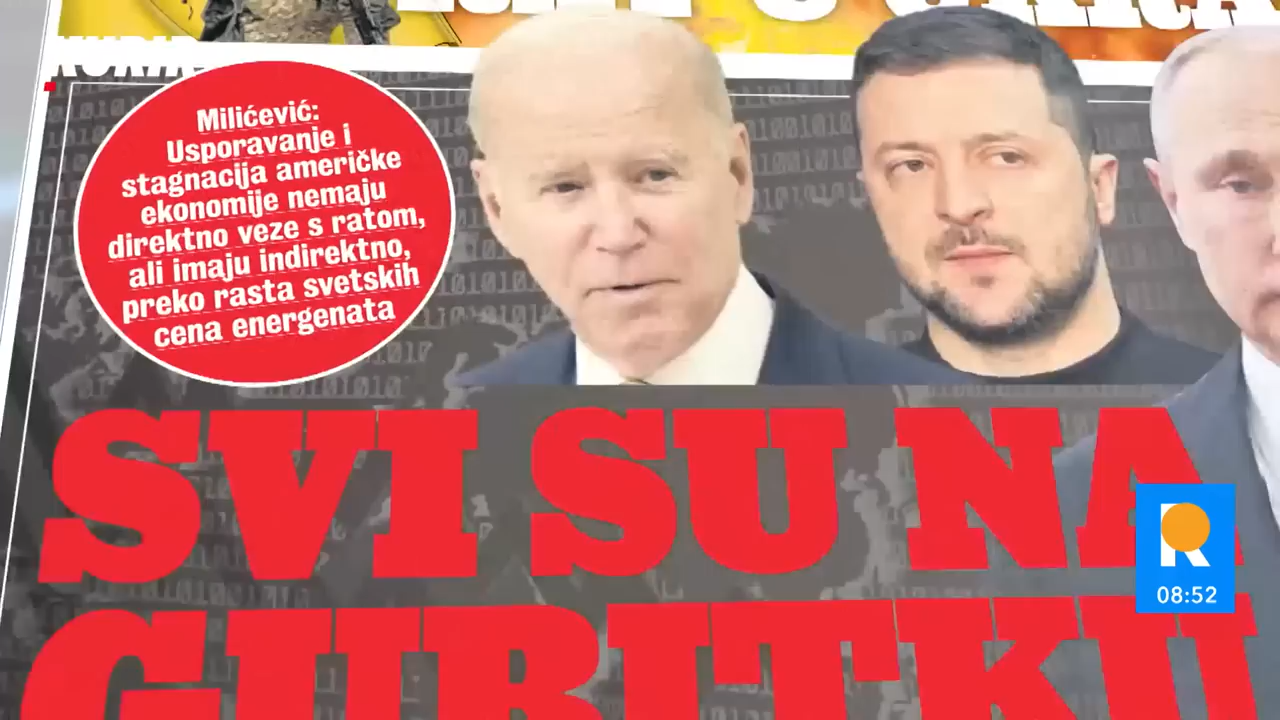 Milićević:
Usporavanje i
stagnacija američke
ekonomije nemaju
direktno veze s ratom,
ali imaju indirektno,
preko rasta svetskih
cena energenata
SVI SU NA
GUBITKU
R
08:52